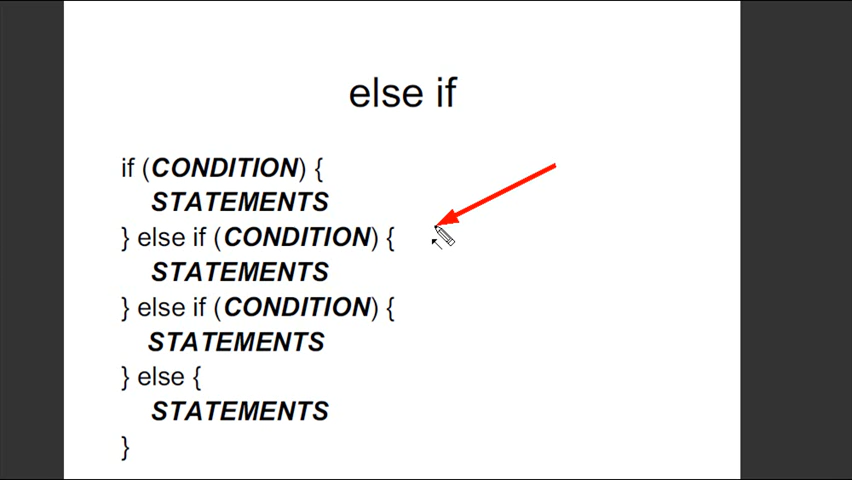 else if
if (CONDITION) {
STATEMENTS
} else if (CONDITION) {
STATEMENTS
} else if (CONDITION) {
STATEMENTS
} else {
STATEMENTS
}